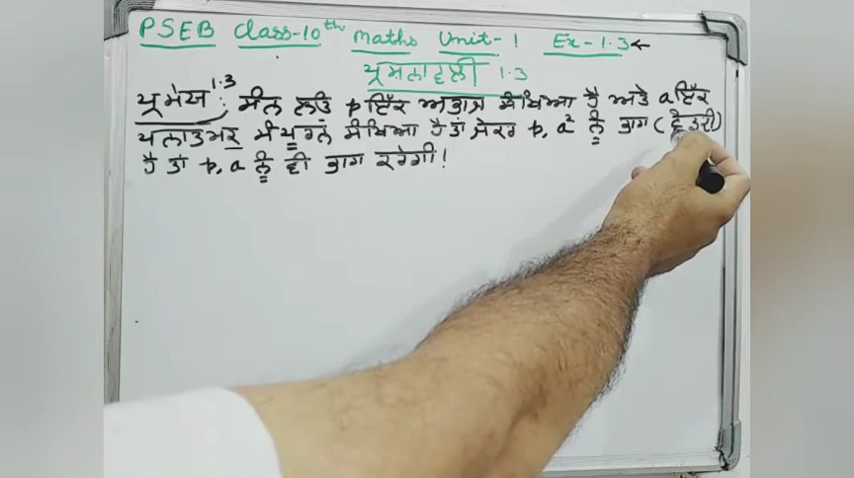 PSEB Class-10th Maths Unit-1 Ex-1.3←
ਪ੍ਰਸ਼ਨਾਵਲੀ 1.3
ਪ੍ਰਮੇਯ 1.3: ਮੰਨ ਲਓ p ਇੱਕ ਅਭਾਜ ਸੰਖਿਆ ਹੈ ਅਤੇ a ਇੱਕ
ਧਨਾਤਮਕ ਸੰਪੂਰਨ ਸੰਖਿਆ ਹੈ ਤਾਂ ਜੇਕਰ p, a² ਨੂੰ ਭਾਗ (
ਹੈ ਤਾਂ p, a ਨੂੰ ਵੀ ਭਾਗ ਕਰੇਗੀ!